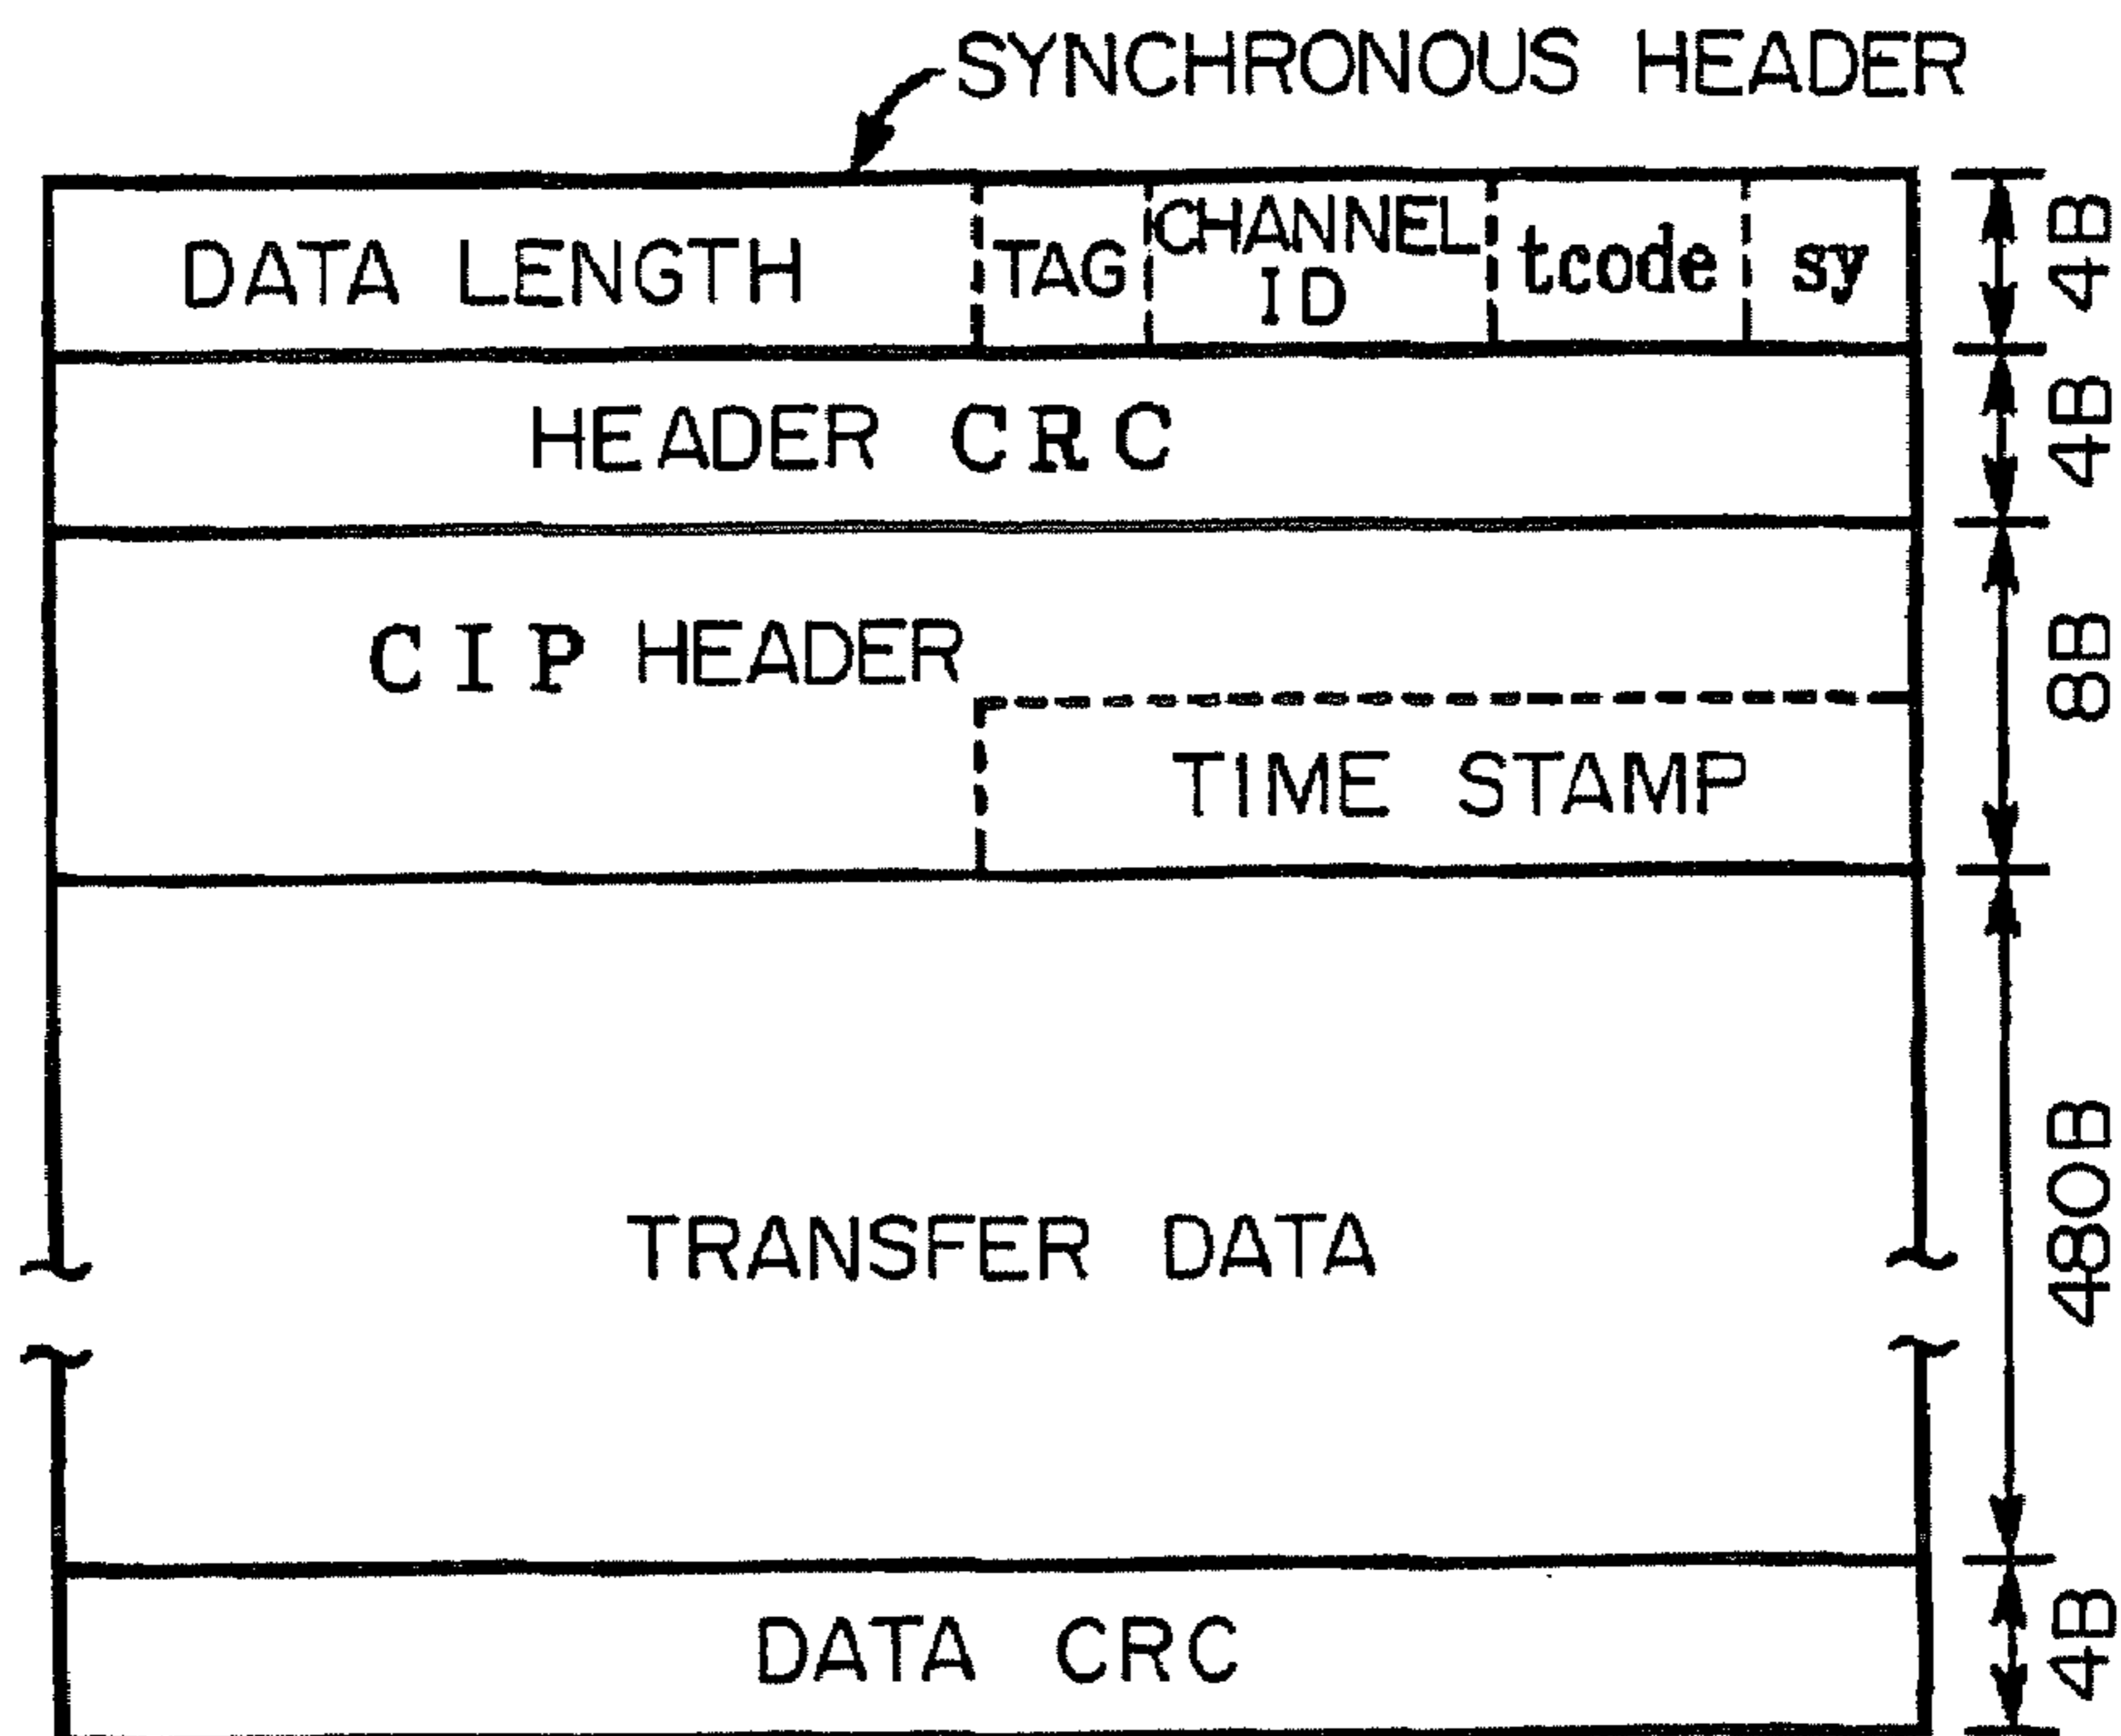 SYNCHRONOUS HEADER
DATA LENGTH TAG CHANNEL ID tcode sy 4B
HEADER CRC 4B
CIP HEADER 8B
TIME STAMP
TRANSFER DATA 480B
DATA CRC 4B